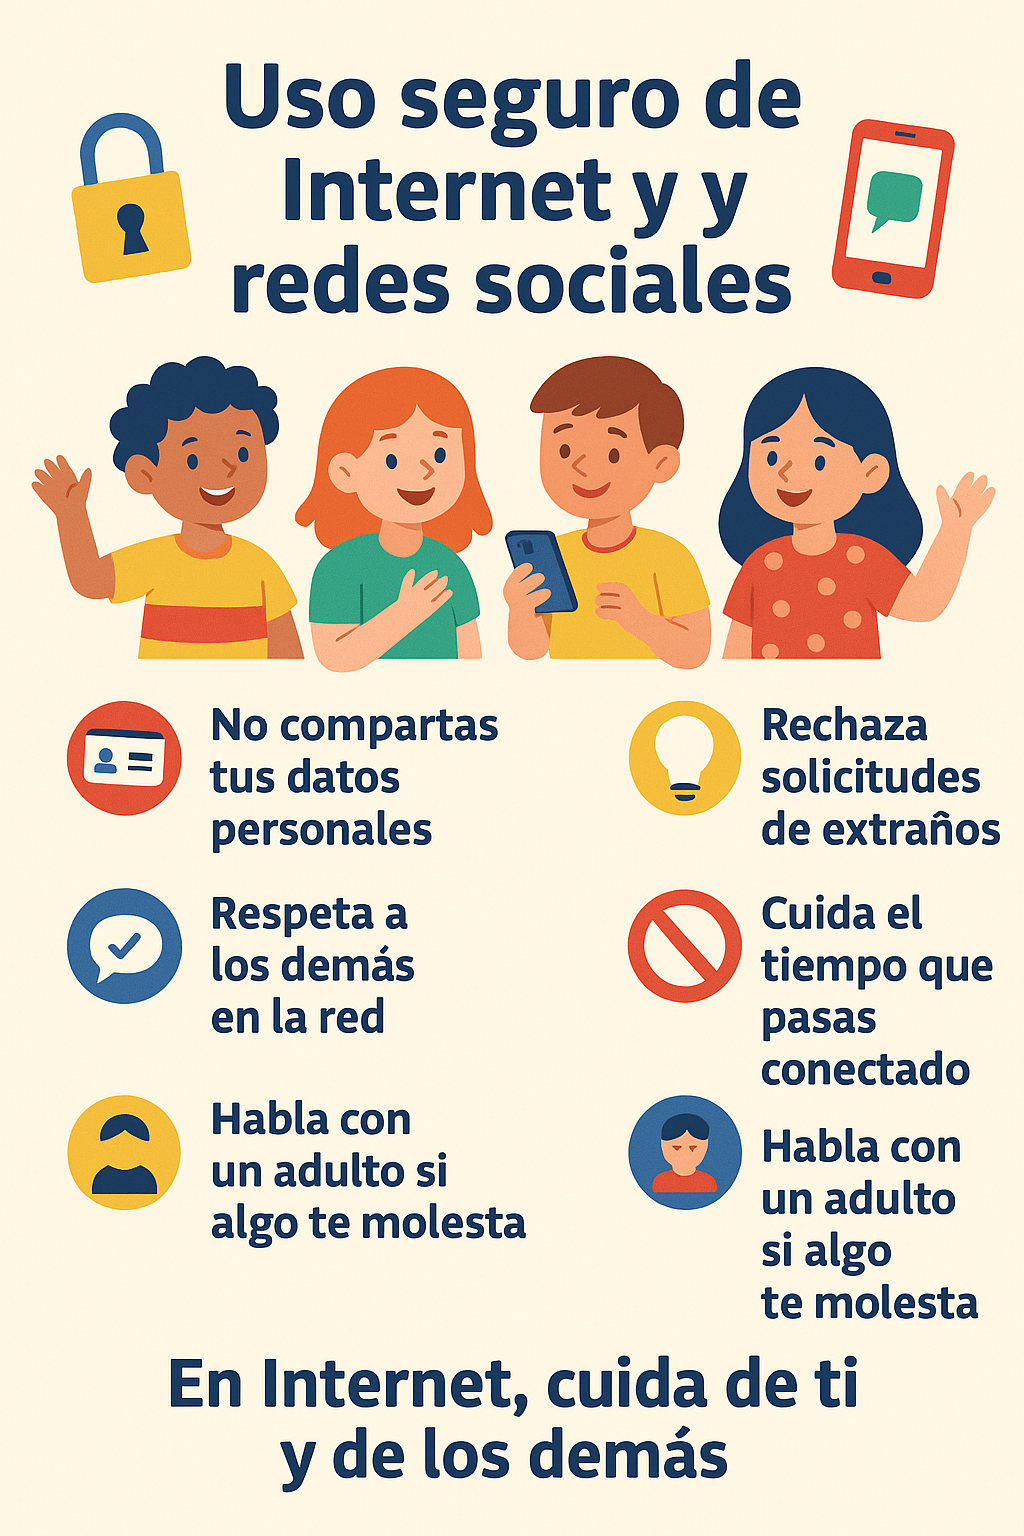 Uso seguro de
Internet y y
redes sociales
No compartas
tus datos
personales
Rechaza
solicitudes
de extraños
Respeta a
los demás
en la red
Cuida el
tiempo que
pasas
conectado
Habla con
un adulto si
algo te molesta
Habla con
un adulto
si algo
te molesta
En Internet, cuida de ti
y de los demás